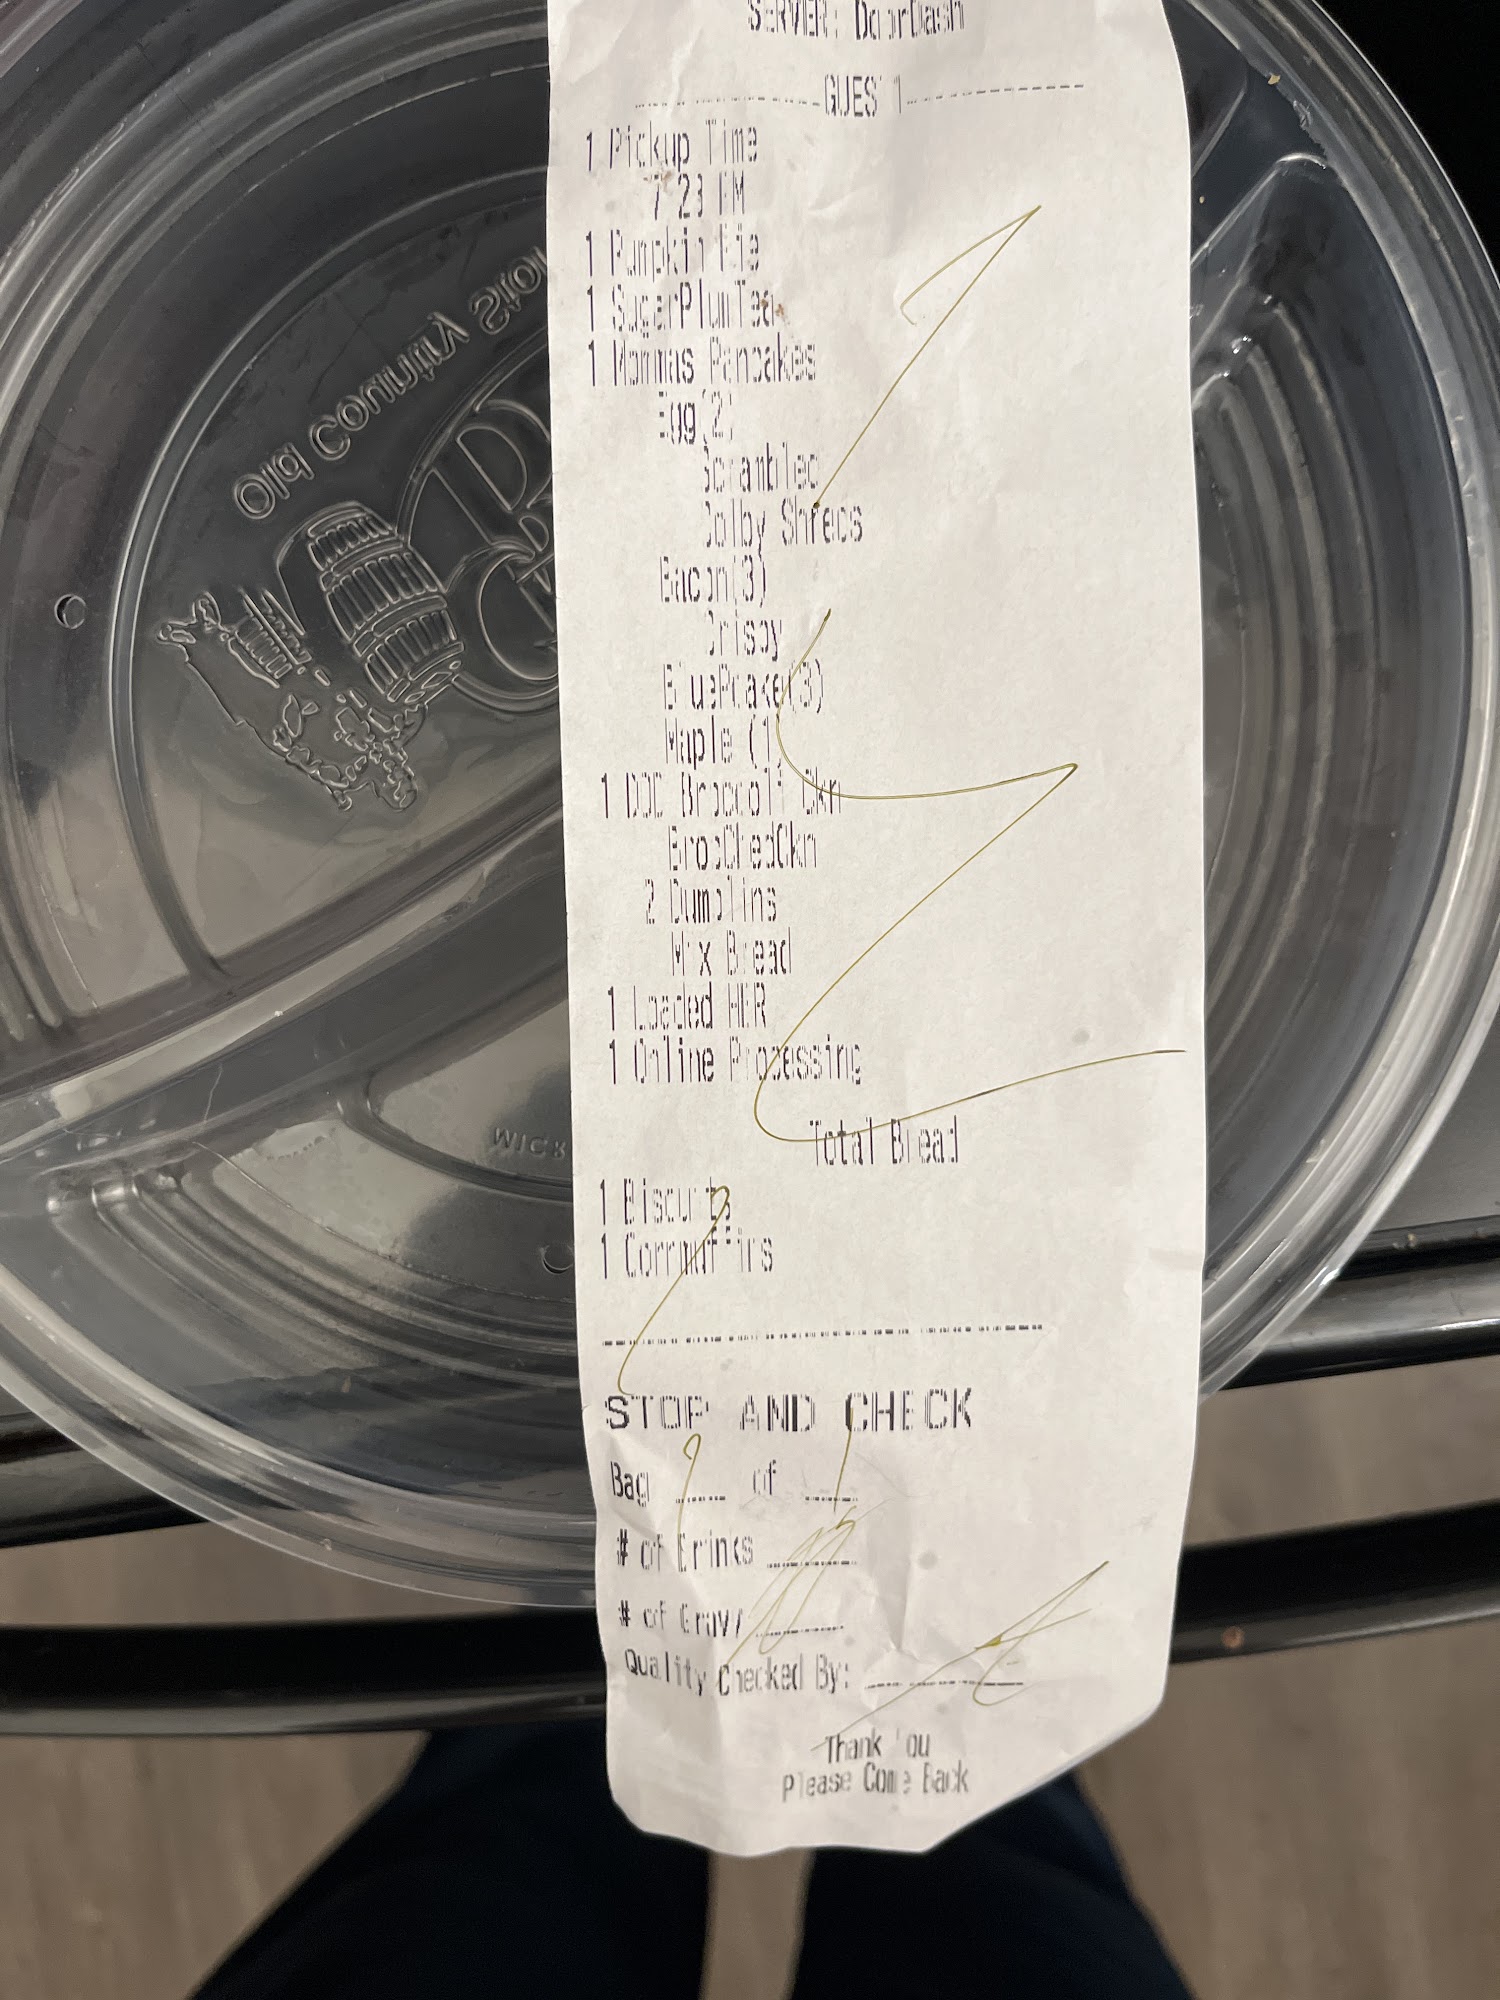 SERVER: DoorDash
GUEST 1
1 Pickup Time
7:23 PM
1 Pumpkin Pie
1 SugarPlumTea
1 Mommas Pancakes
Egg(2)
Scrambled
Colby Shreds
Bacon(3)
Crispy
BluePcake(3)
Maple (1
1 Broccoli Ckn
BrocChedCkn
2 Dumplins
Mix Bread
1 Loaded HBR
1 Online Processing
Total Bread
1 Biscuits
1 Cornmuffins
STOP AND CHECK
Bag ___ of ___
# of Drinks ___
# of Gravy ___
Quality Checked By: ___
Thank You
Please Come Back
Old Country Sto